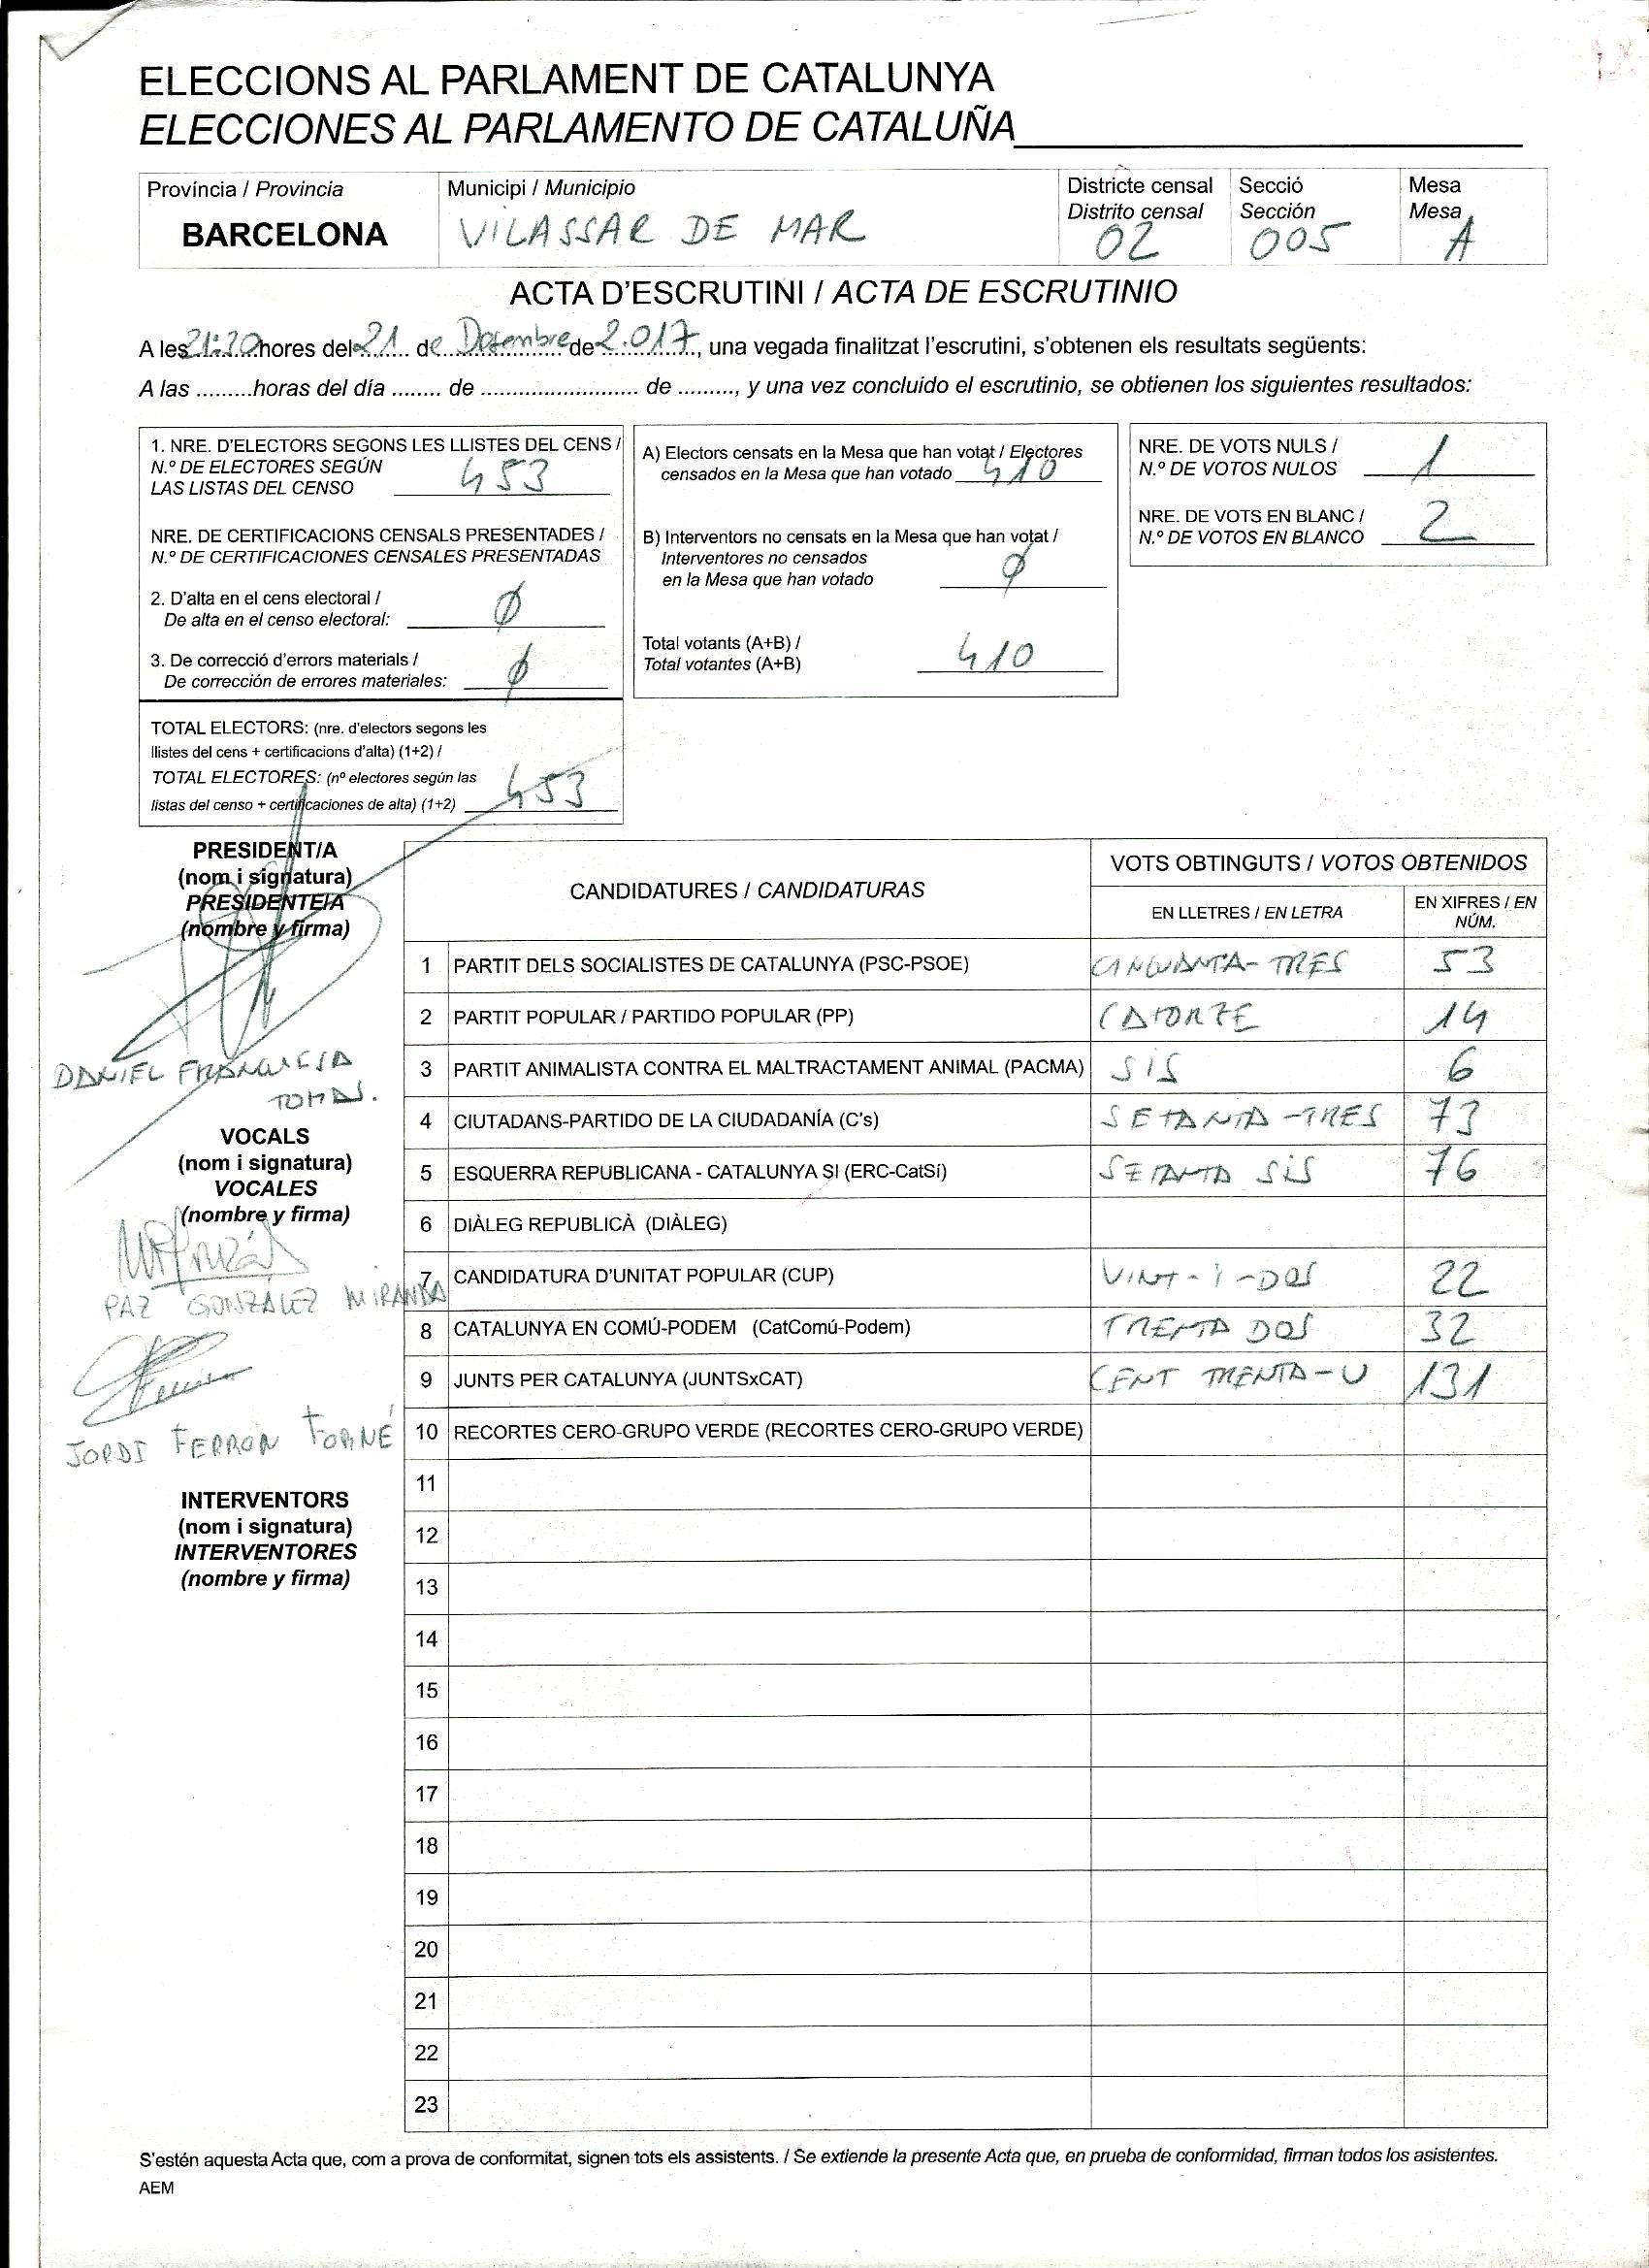 ELECCIONS AL PARLAMENT DE CATALUNYA
ELECCIONES AL PARLAMENTO DE CATALUÑA
Província / Provincia
BARCELONA
Municipi / Municipio
VILASSAR DE MAR
Districte censal
Distrito censal
02
Secció
Sección
005
Mesa
Mesa
A
ACTA D'ESCRUTINI / ACTA DE ESCRUTINIO
A les 21:20 hores del 21 de Desembre de 2.017, una vegada finalitzat l'escrutini, s'obtenen els resultats següents:
A las .........horas del día ........ de .......................... de ........., y una vez concluido el escrutinio, se obtienen los siguientes resultados:
1. NRE. D'ELECTORS SEGONS LES LLISTES DEL CENS /
N.º DE ELECTORES SEGÚN
LAS LISTAS DEL CENSO 453
NRE. DE CERTIFICACIONS CENSALS PRESENTADES /
N.º DE CERTIFICACIONES CENSALES PRESENTADAS
2. D'alta en el cens electoral /
De alta en el censo electoral: Ø
3. De correcció d'errors materials /
De corrección de errores materiales: Ø
TOTAL ELECTORS: (nre. d'electors segons les
llistes del cens + certificacions d'alta) (1+2) /
TOTAL ELECTORES: (nº electores según las
listas del censo + certificaciones de alta) (1+2) 453
A) Electors censats en la Mesa que han votat / Electores
censados en la Mesa que han votado 410
B) Interventors no censats en la Mesa que han votat /
Interventores no censados
en la Mesa que han votado Ø
Total votants (A+B) /
Total votantes (A+B) 410
NRE. DE VOTS NULS /
N.º DE VOTOS NULOS 1
NRE. DE VOTS EN BLANC /
N.º DE VOTOS EN BLANCO 2
PRESIDENT/A
(nom i signatura)
PRESIDENTE/A
(nombre y firma)
DANIEL FRANQUESA
TOMAS.
VOCALS
(nom i signatura)
VOCALES
(nombre y firma)
PAZ GONZÁLEZ MIRANDA
JORDI FERRON TORNÉ
INTERVENTORS
(nom i signatura)
INTERVENTORES
(nombre y firma)
CANDIDATURES / CANDIDATURAS
VOTS OBTINGUTS / VOTOS OBTENIDOS
EN LLETRES / EN LETRA
EN XIFRES / EN
NÚM.
1 PARTIT DELS SOCIALISTES DE CATALUNYA (PSC-PSOE) CINQUANTA-TRES 53
2 PARTIT POPULAR / PARTIDO POPULAR (PP) CATORZE 14
3 PARTIT ANIMALISTA CONTRA EL MALTRACTAMENT ANIMAL (PACMA) SIS 6
4 CIUTADANS-PARTIDO DE LA CIUDADANÍA (C's) SETANTA-TRES 73
5 ESQUERRA REPUBLICANA - CATALUNYA SI (ERC-CatSí) SETANTA SIS 76
6 DIÀLEG REPUBLICÀ (DIÀLEG)
7 CANDIDATURA D'UNITAT POPULAR (CUP) VINT-I-DOS 22
8 CATALUNYA EN COMÚ-PODEM (CatComú-Podem) TRENTA DOS 32
9 JUNTS PER CATALUNYA (JUNTSxCAT) CENT TRENTA-U 131
10 RECORTES CERO-GRUPO VERDE (RECORTES CERO-GRUPO VERDE)
11
12
13
14
15
16
17
18
19
20
21
22
23
S'estén aquesta Acta que, com a prova de conformitat, signen tots els assistents. / Se extiende la presente Acta que, en prueba de conformidad, firman todos los asistentes.
AEM